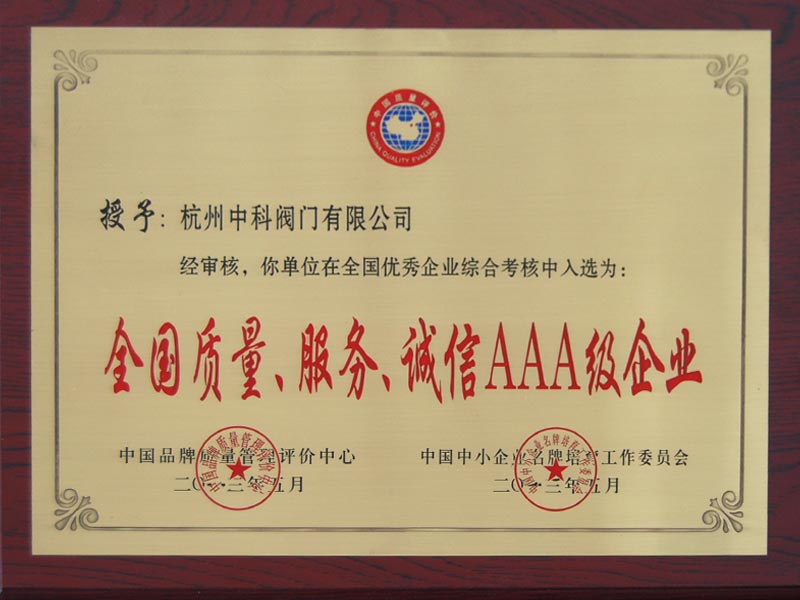 中国质量评价
CHINA QUALITY EVALUATION
授予：杭州中科阀门有限公司
经审核，你单位在全国优秀企业综合考核中入选为：
全国质量、服务、诚信AAA级企业
中国品牌质量管理评价中心
二〇一三年五月
中国中小企业名牌培育工作委员会
二〇一三年五月